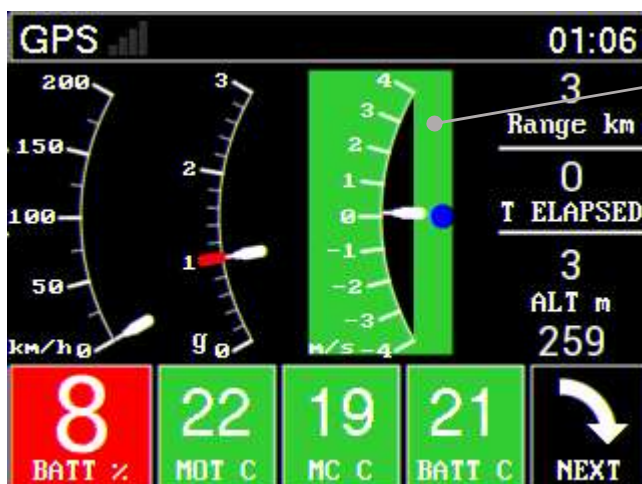 GPS 01:06
200
150
100
50
km/h 0
3
2
1
g 0
4
3
2
1
0
-1
-2
-3
m/s -4
3
Range km
0
T ELAPSED
3
ALT m
259
8
BATT %
22
MOT C
19
MC C
21
BATT C
NEXT